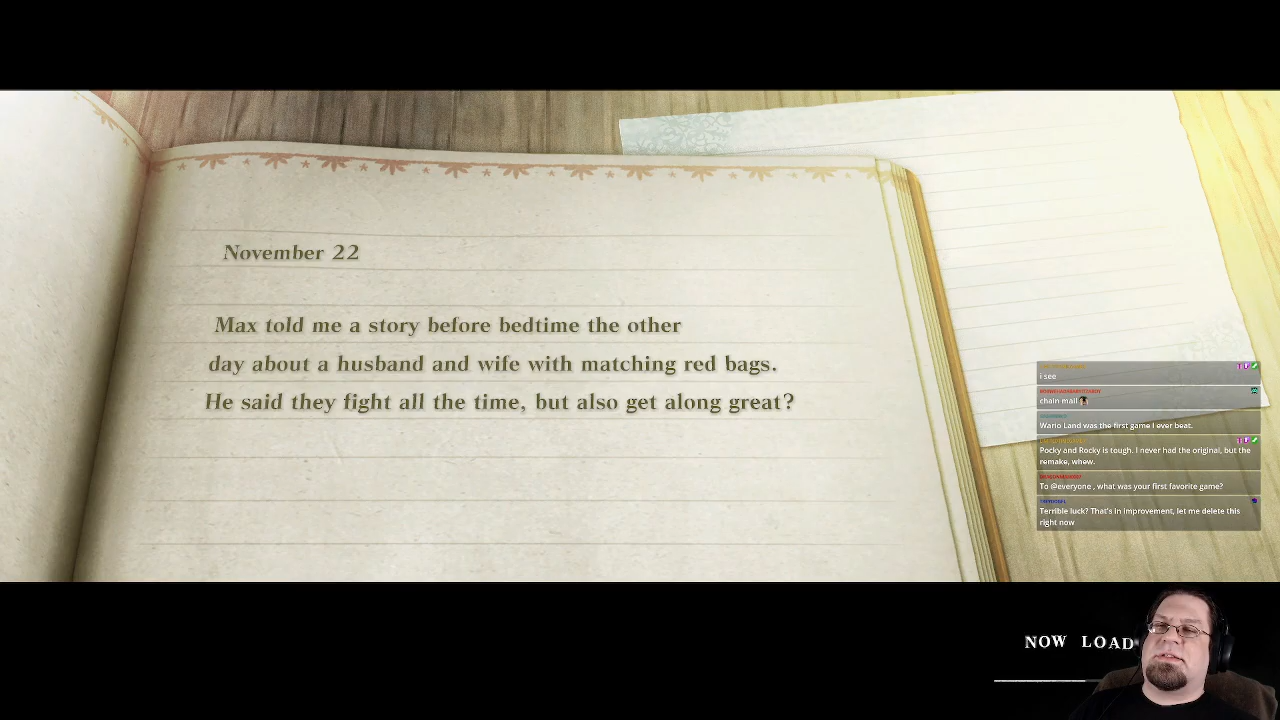 November 22
Max told me a story before bedtime the other
day about a husband and wife with matching red bags.
He said they fight all the time, but also get along great?
i see
chain mail
Wario Land was the first game I ever beat.
Pocky and Rocky is tough. I never had the original, but the
remake, whew.
To @everyone , what was your first favorite game?
Terrible luck? That's in improvement, let me delete this
right now
NOW LOAD